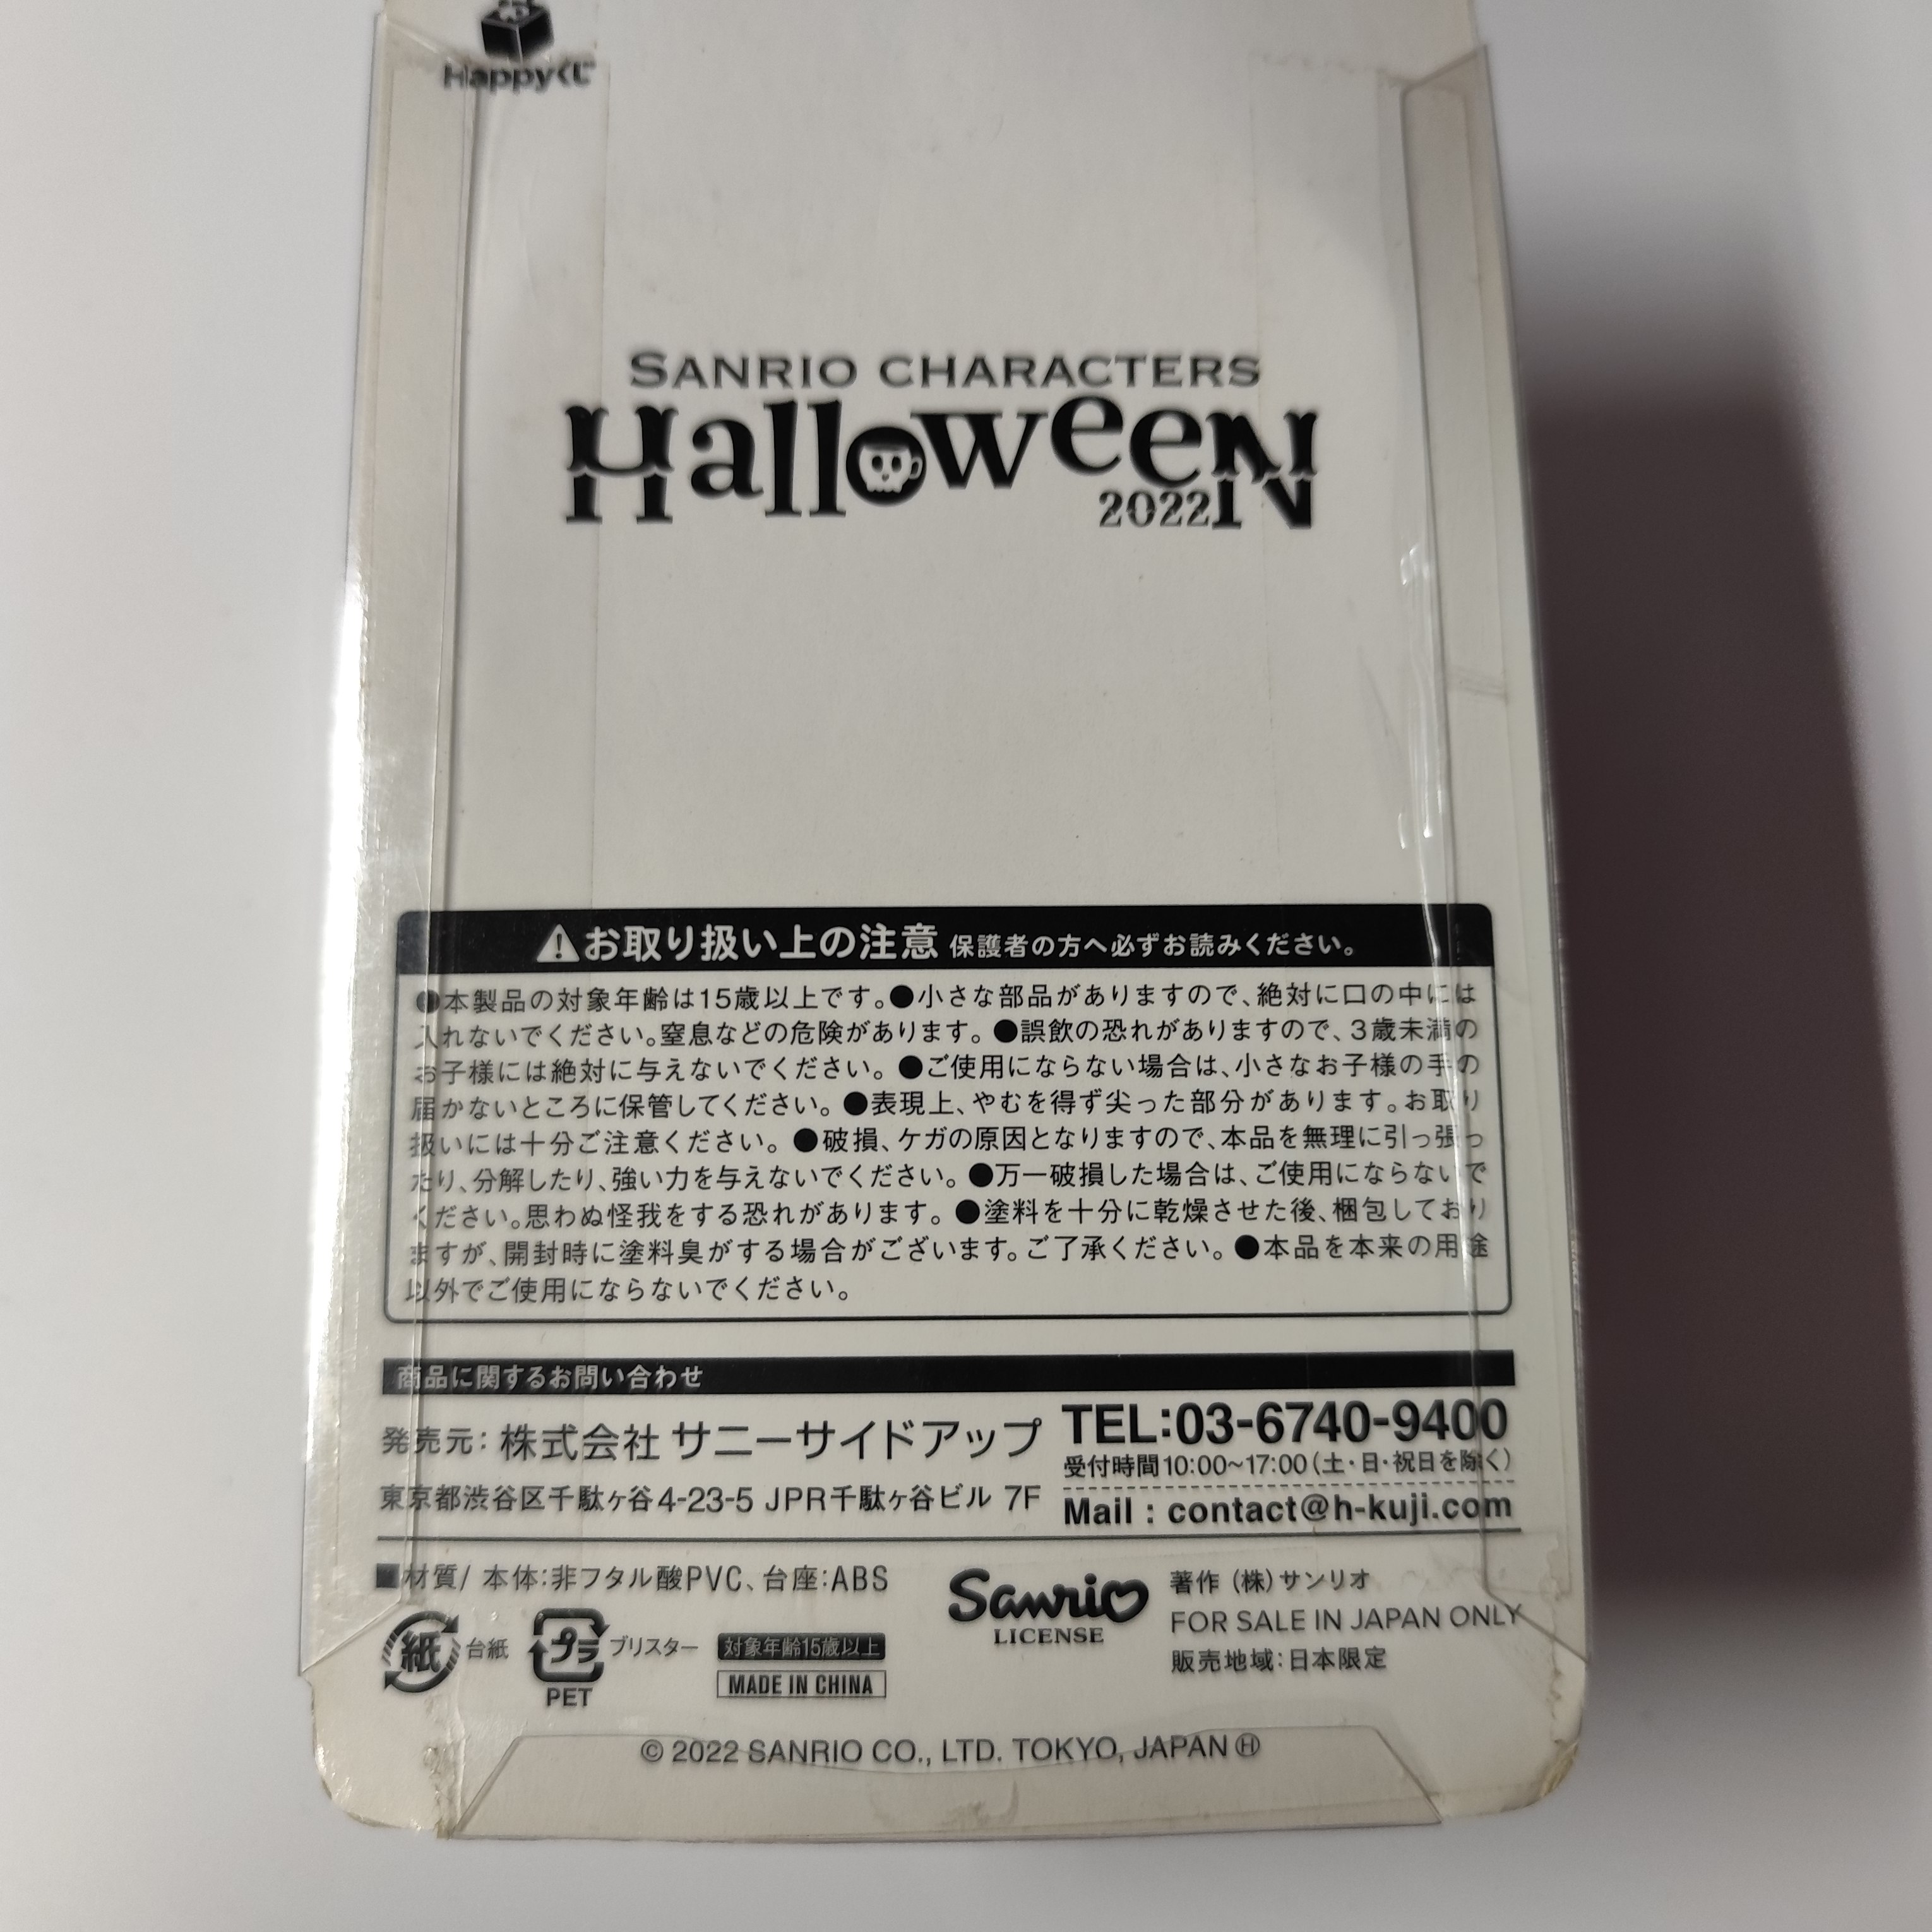 Happyくじ
SANRIO CHARACTERS
Halloween
2022
お取り扱い上の注意 保護者の方へ必ずお読みください。
●本製品の対象年齢は15歳以上です。●小さな部品がありますので、絶対に口の中には
入れないでください。窒息などの危険があります。●誤飲の恐れがありますので、3歳未満の
お子様には絶対に与えないでください。●ご使用にならない場合は、小さなお子様の手の
届かないところに保管してください。●表現上、やむを得ず尖った部分があります。お取り
扱いには十分ご注意ください。●破損、ケガの原因となりますので、本品を無理に引っ張っ
たり、分解したり、強い力を与えないでください。●万一破損した場合は、ご使用にならないで
ください。思わぬ怪我をする恐れがあります。●塗料を十分に乾燥させた後、梱包しており
ますが、開封時に塗料臭がする場合がございます。ご了承ください。●本品を本来の用途
以外でご使用にならないでください。
商品に関するお問い合わせ
発売元：株式会社 サニーサイドアップ
東京都渋谷区千駄ヶ谷4-23-5 JPR千駄ヶ谷ビル 7F
TEL:03-6740-9400
受付時間10:00~17:00(土・日・祝日を除く)
Mail : contact@h-kuji.com
■材質/ 本体:非フタル酸PVC、台座:ABS
紙 台紙
プラ ブリスター
PET
対象年齢15歳以上
MADE IN CHINA
Sanrio
LICENSE
著作 (株)サンリオ
FOR SALE IN JAPAN ONLY
販売地域:日本限定
© 2022 SANRIO CO., LTD. TOKYO, JAPAN Ⓗ